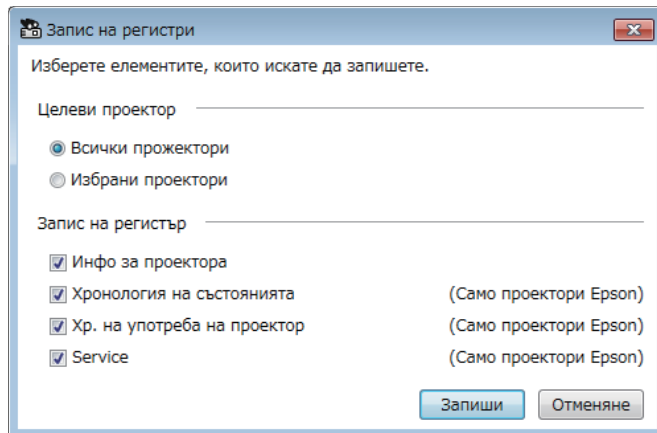 Запис на регистри
Изберете елементите, които искате да запишете.
Целеви проектор
Всички прожектори
Избрани проектори
Запис на регистър
Инфо за проектора
Хронология на състоянията (Само проектори Epson)
Хр. на употреба на проектор (Само проектори Epson)
Service (Само проектори Epson)
Запиши Отменяне